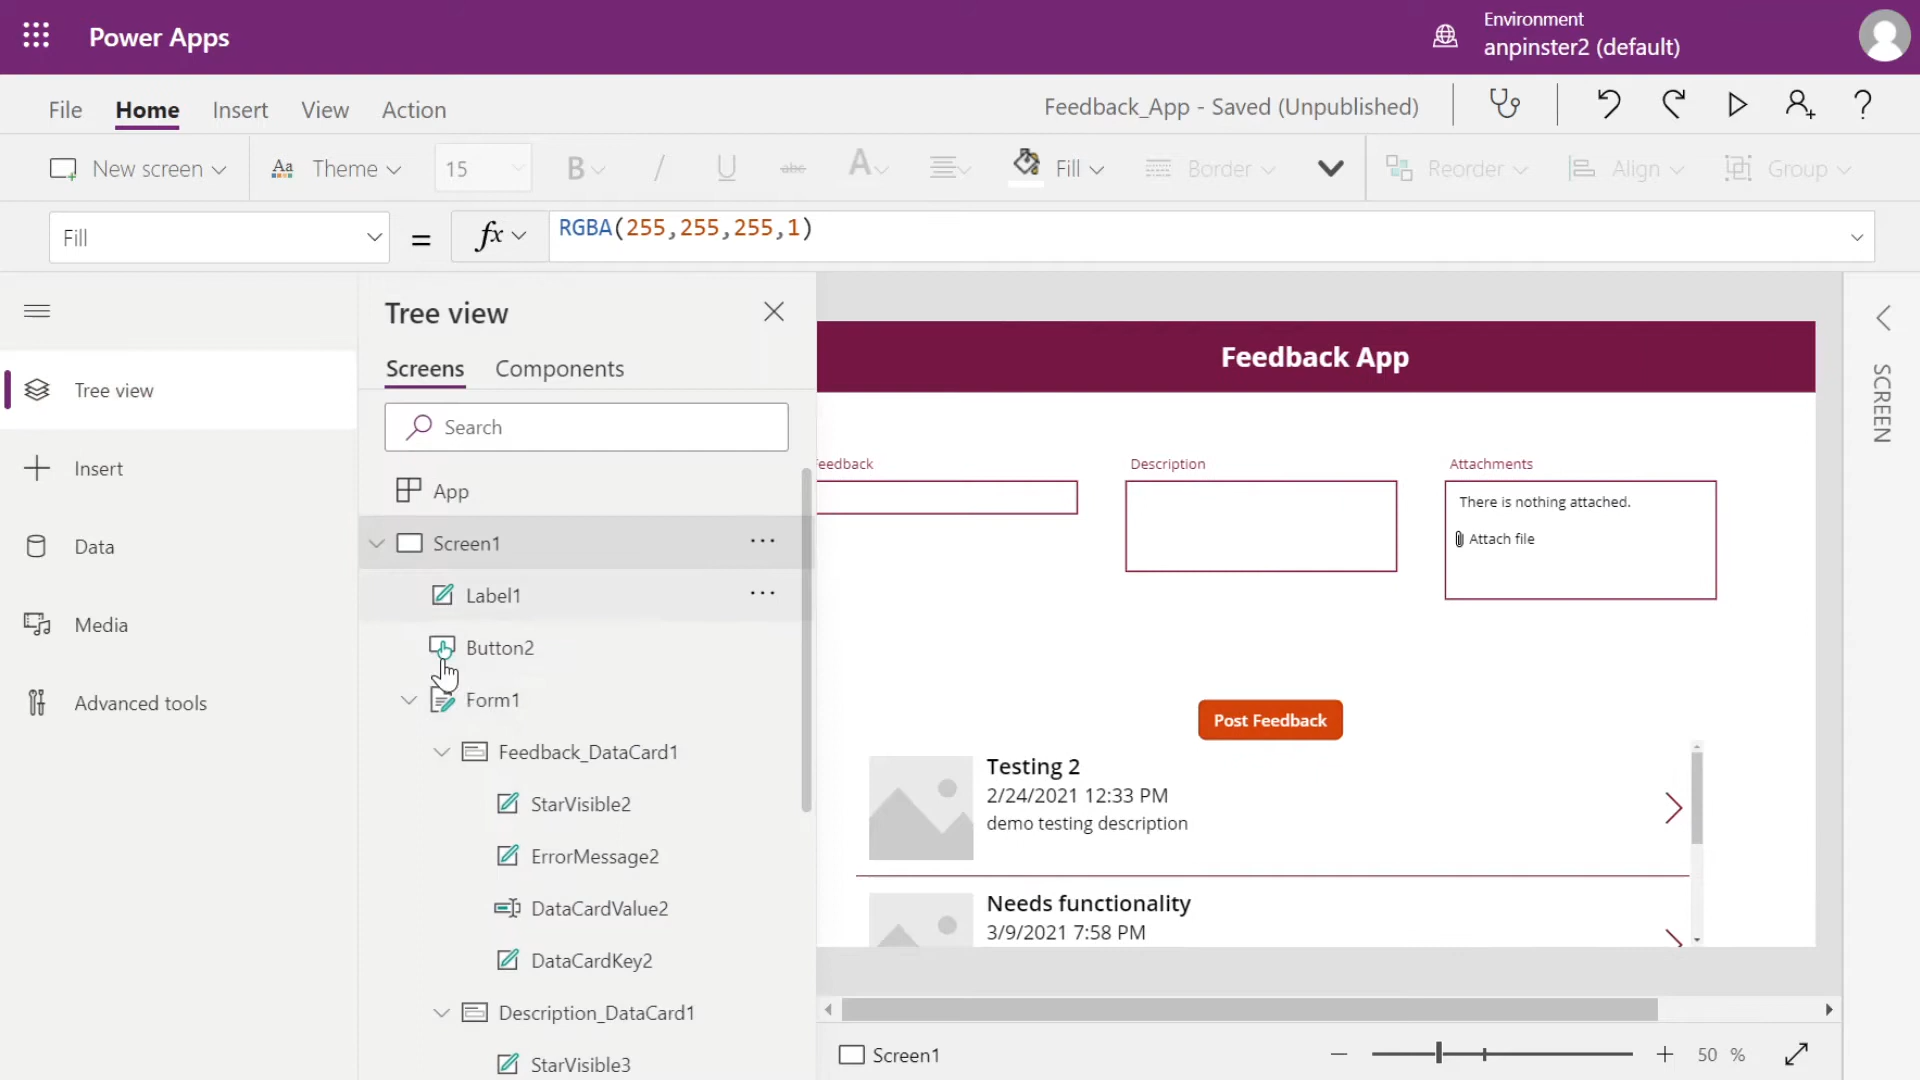 Power Apps
Environment
anpinster2 (default)
File Home Insert View Action
Feedback_App - Saved (Unpublished)
New screen Theme 15 B / U abc A Fill Border Reorder Align Group
Fill = fx RGBA(255,255,255,1)
Tree view
Insert
Data
Media
Advanced tools
Tree view
Screens Components
Search
App
Screen1
Label1
Button2
Form1
Feedback_DataCard1
StarVisible2
ErrorMessage2
DataCardValue2
DataCardKey2
Description_DataCard1
StarVisible3
Feedback App
eedback Description Attachments
There is nothing attached.
Attach file
Post Feedback
Testing 2
2/24/2021 12:33 PM
demo testing description
Needs functionality
3/9/2021 7:58 PM
Screen1
50 %
SCREEN